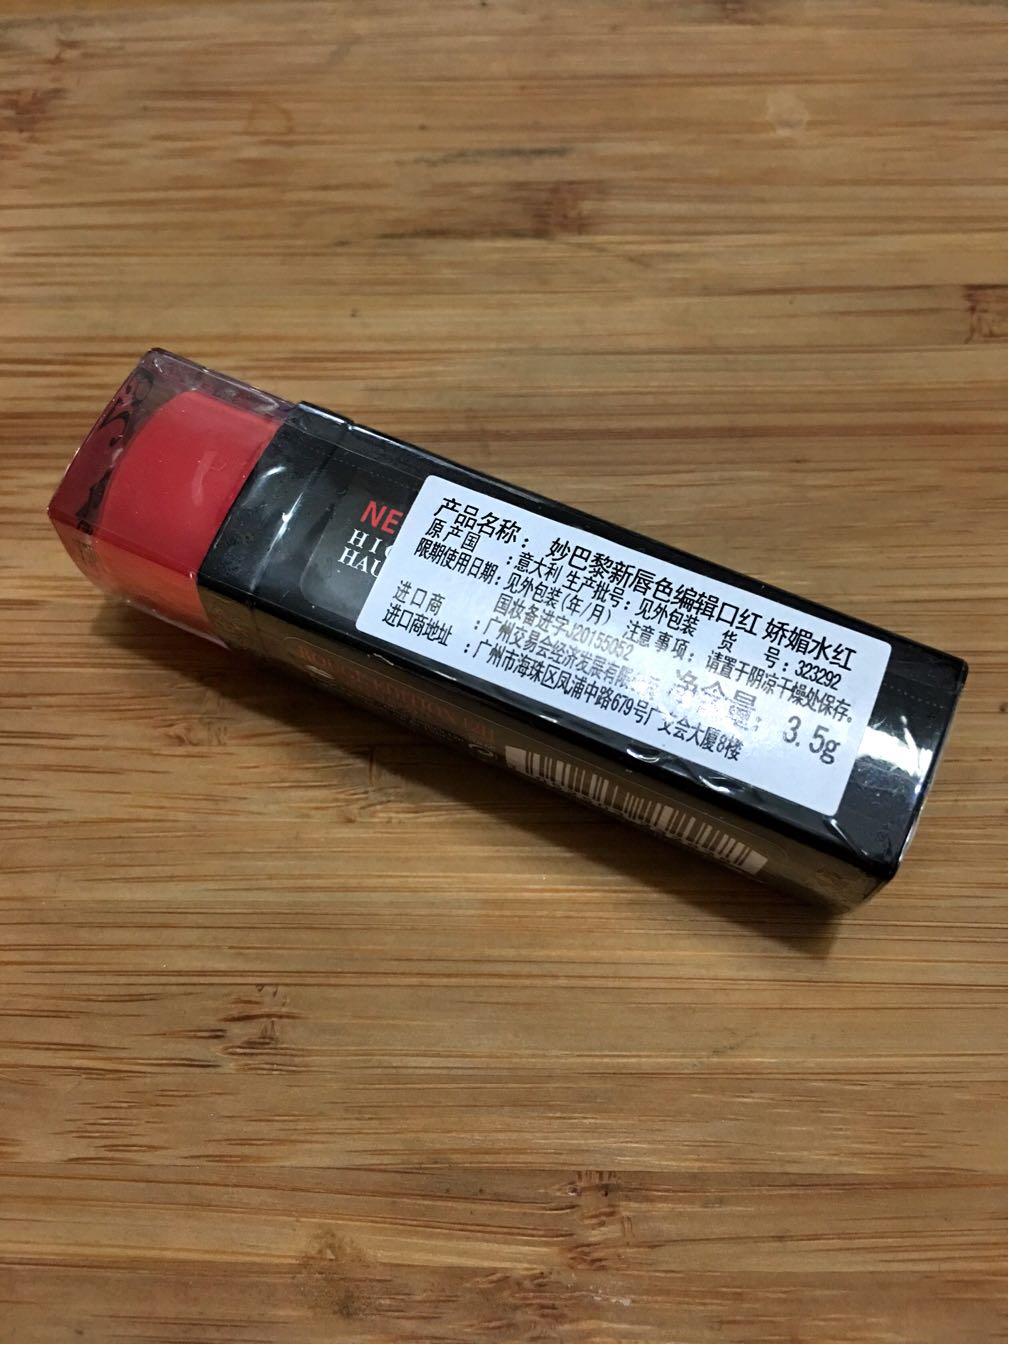 NE
HIG
HAU
产品名称： 妙巴黎新唇色编辑口红 娇媚水红
原产国 ：意大利 生产批号：见外包装 货 号：323292
限期使用日期：见外包装(年/月) 注意事项：请置于阴凉干燥处保存。
国妆备进字J20155052
净含量：3.5g
进口商 ：广州交易会经济发展有限
进口商地址 ：广州市海珠区凤浦中路679号广交会大厦8楼
ROUGE EDITION